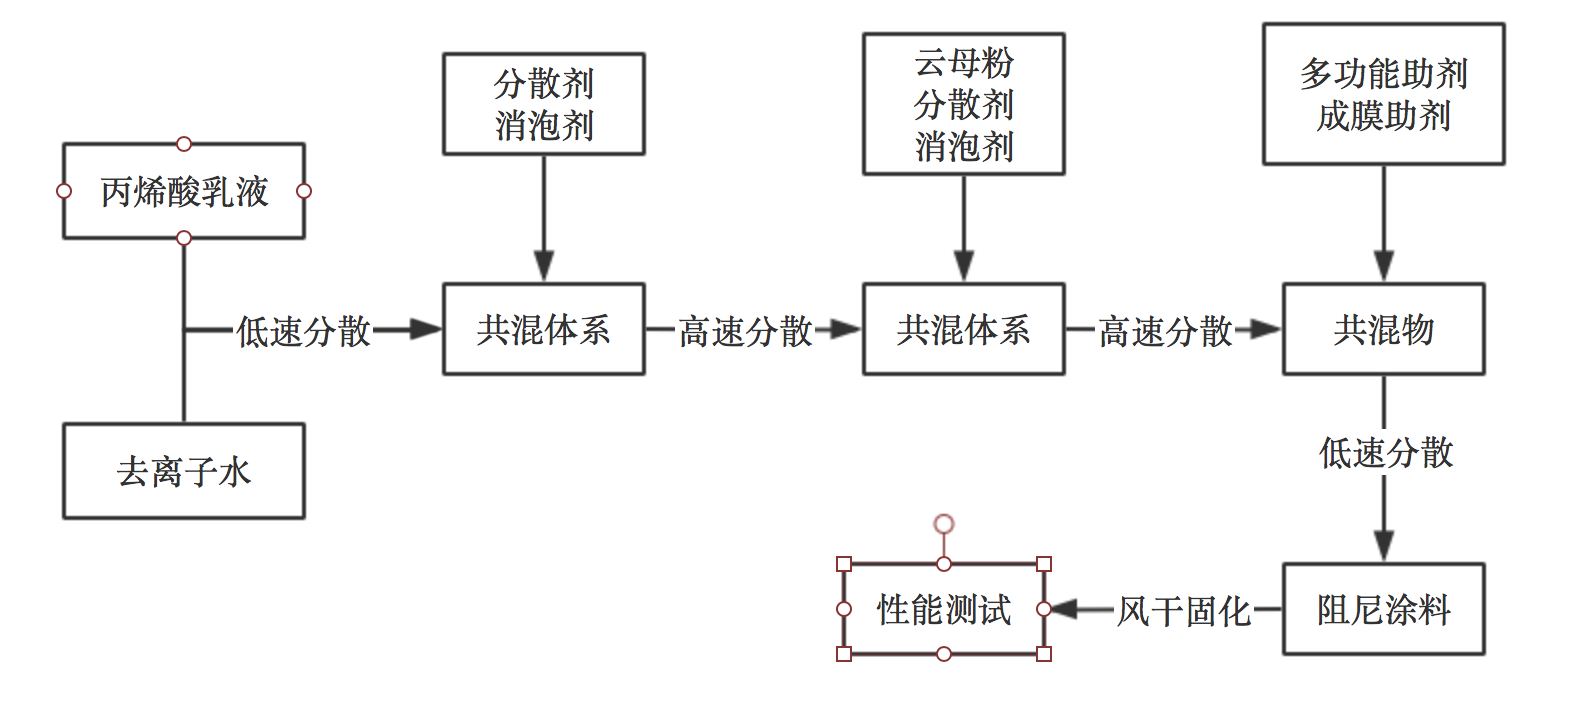 丙烯酸乳液
去离子水
低速分散
分散剂
消泡剂
共混体系
高速分散
云母粉
分散剂
消泡剂
共混体系
高速分散
多功能助剂
成膜助剂
共混物
低速分散
阻尼涂料
风干固化
性能测试